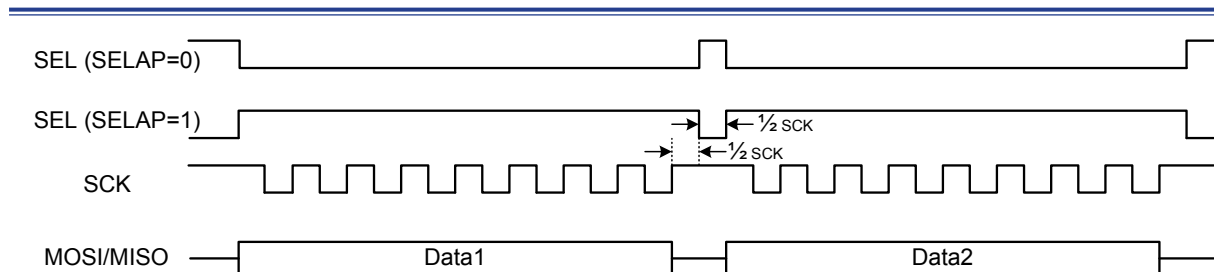 SEL (SELAP=0)
SEL (SELAP=1)
½ SCK
½ SCK
SCK
MOSI/MISO
Data1
Data2